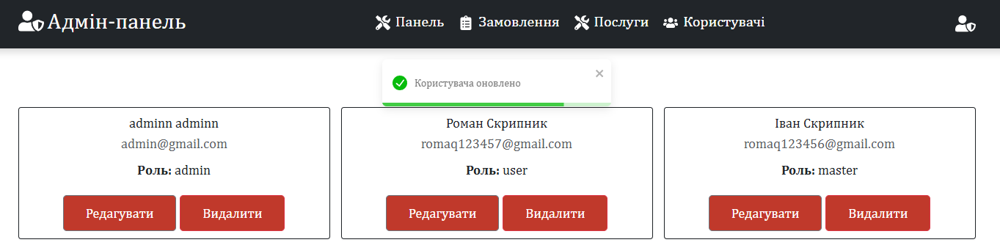 Адмін-панель
Панель Замовлення Послуги Користувачі
Користувача оновлено
adminn adminn
admin@gmail.com
Роль: admin
Редагувати Видалити
Роман Скрипник
romaq123457@gmail.com
Роль: user
Редагувати Видалити
Іван Скрипник
romaq123456@gmail.com
Роль: master
Редагувати Видалити